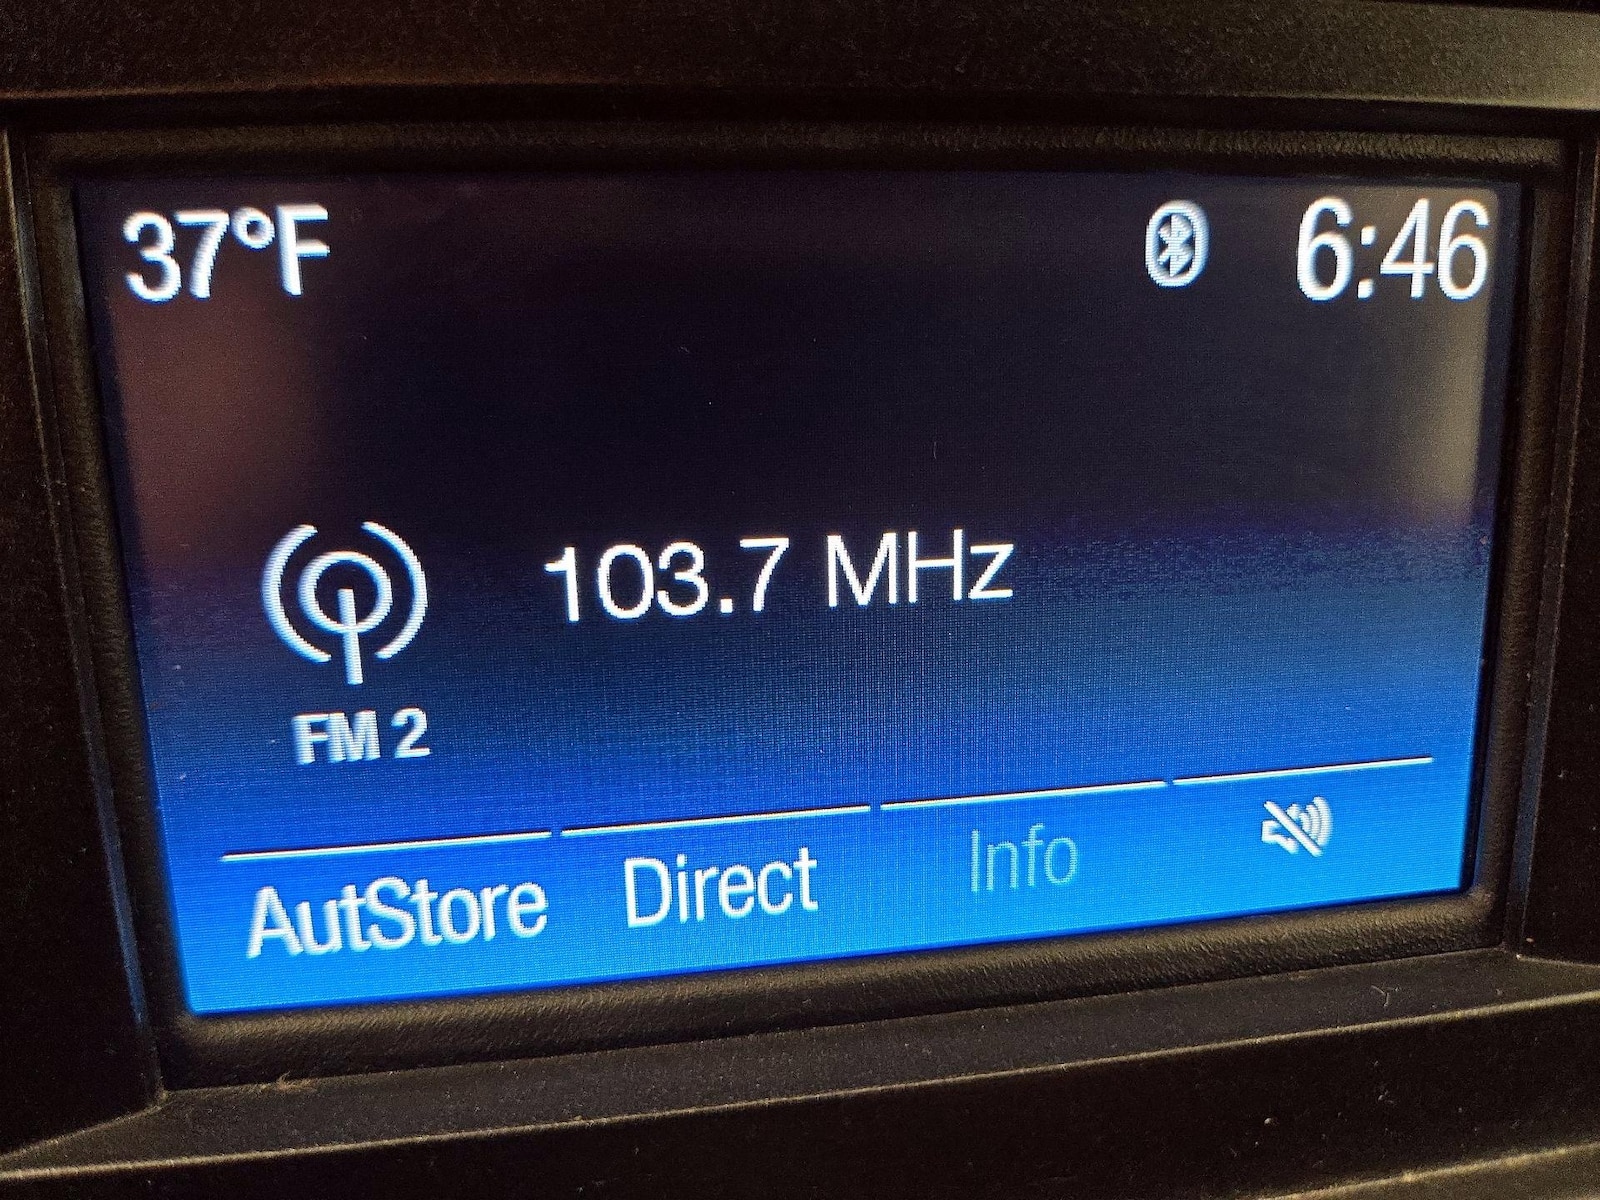 37°F 6:46
103.7 MHz
FM 2
AutStore Direct Info